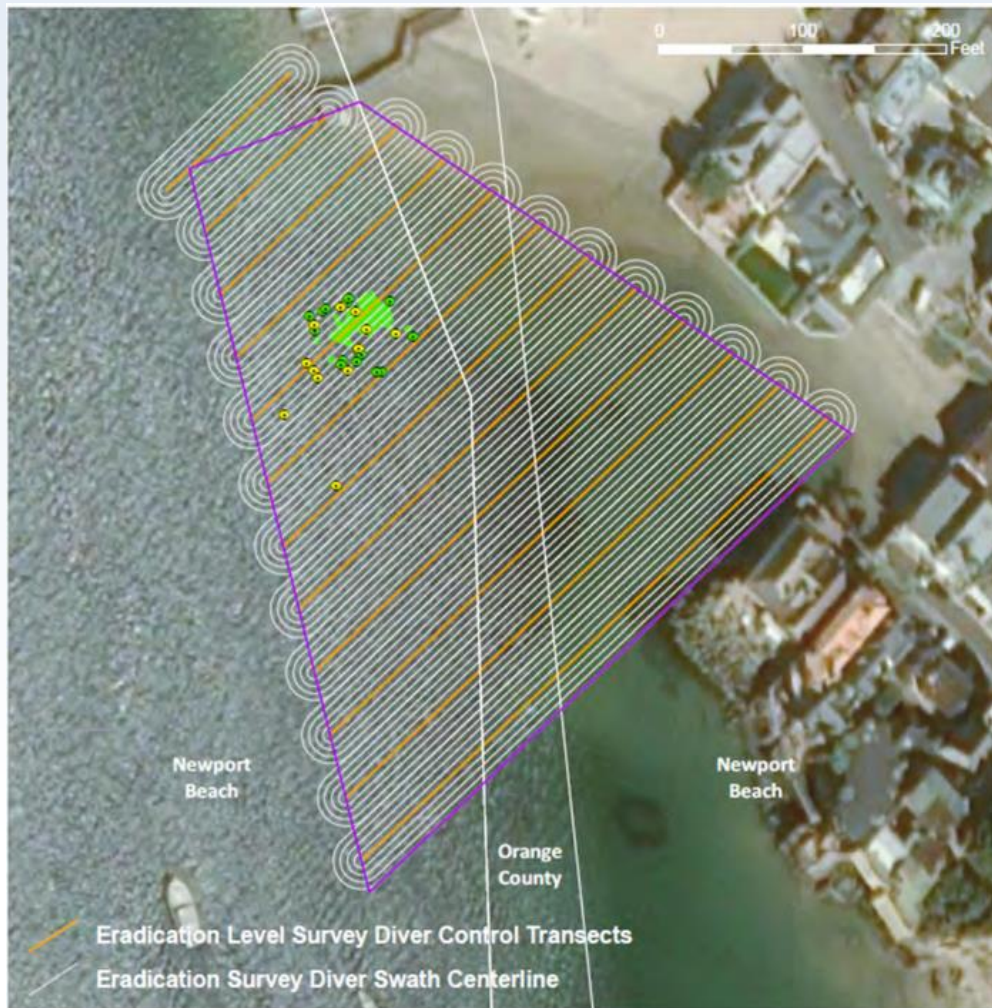 0 100 200
Feet
Newport
Beach
Newport
Beach
Orange
County
Eradication Level Survey Diver Control Transects
Eradication Survey Diver Swath Centerline